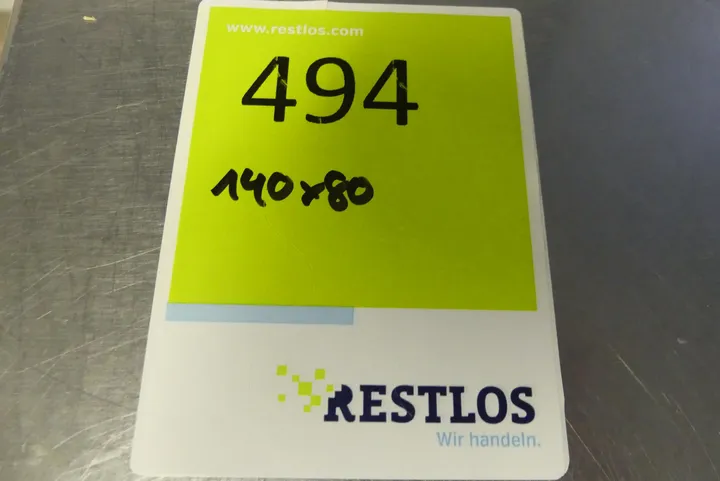 www.restlos.com
494
140x80
RESTLOS
Wir handeln.